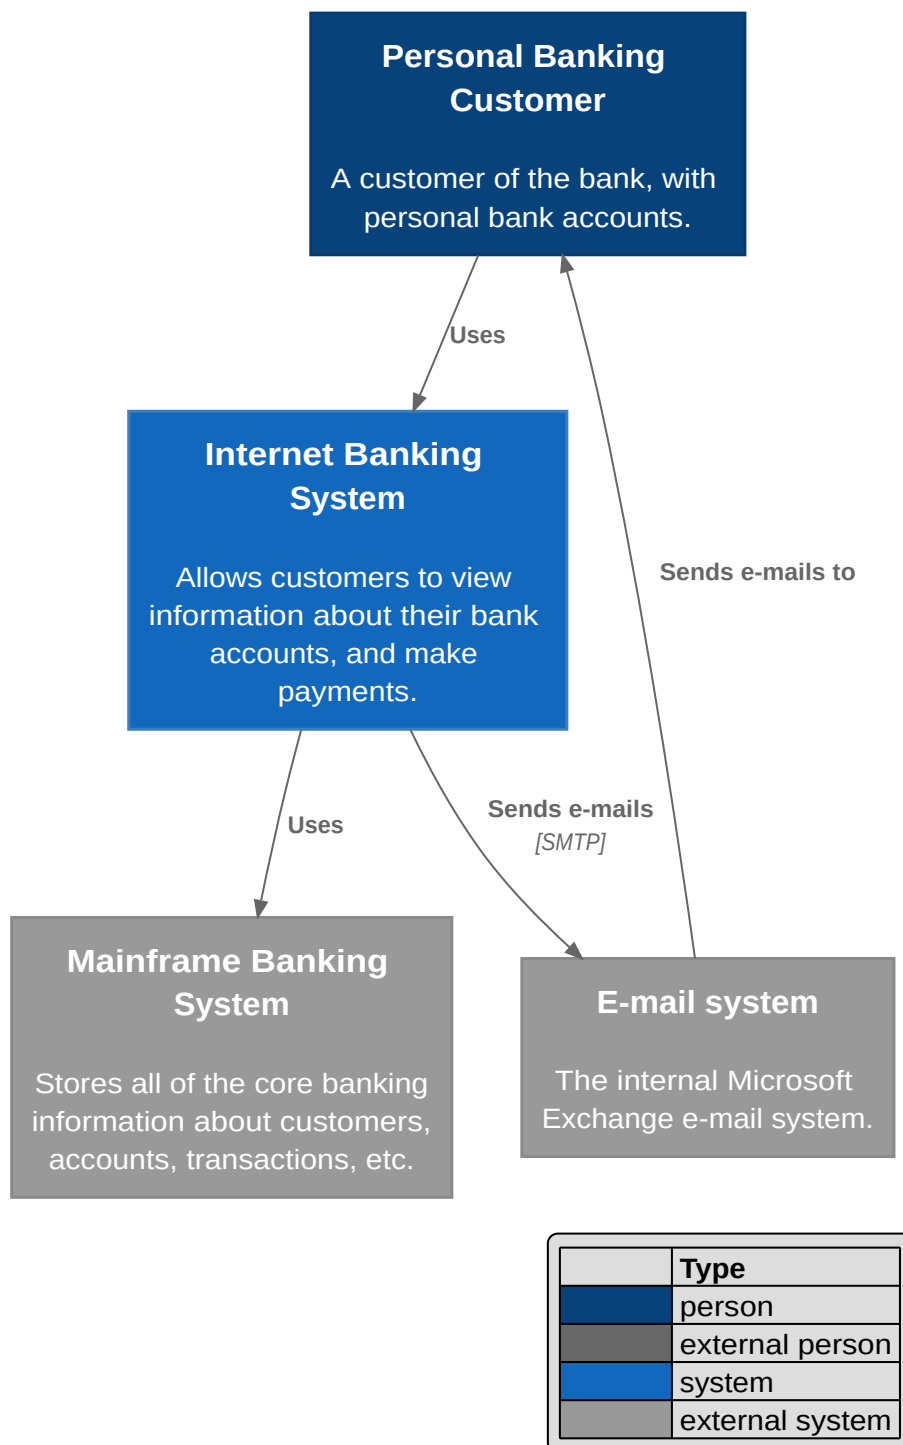 Personal Banking
Customer
A customer of the bank, with
personal bank accounts.
Uses
Internet Banking
System
Allows customers to view
information about their bank
accounts, and make
payments.
Sends e-mails to
Uses
Sends e-mails
[SMTP]
Mainframe Banking
System
Stores all of the core banking
information about customers,
accounts, transactions, etc.
E-mail system
The internal Microsoft
Exchange e-mail system.
Type
person
external person
system
external system